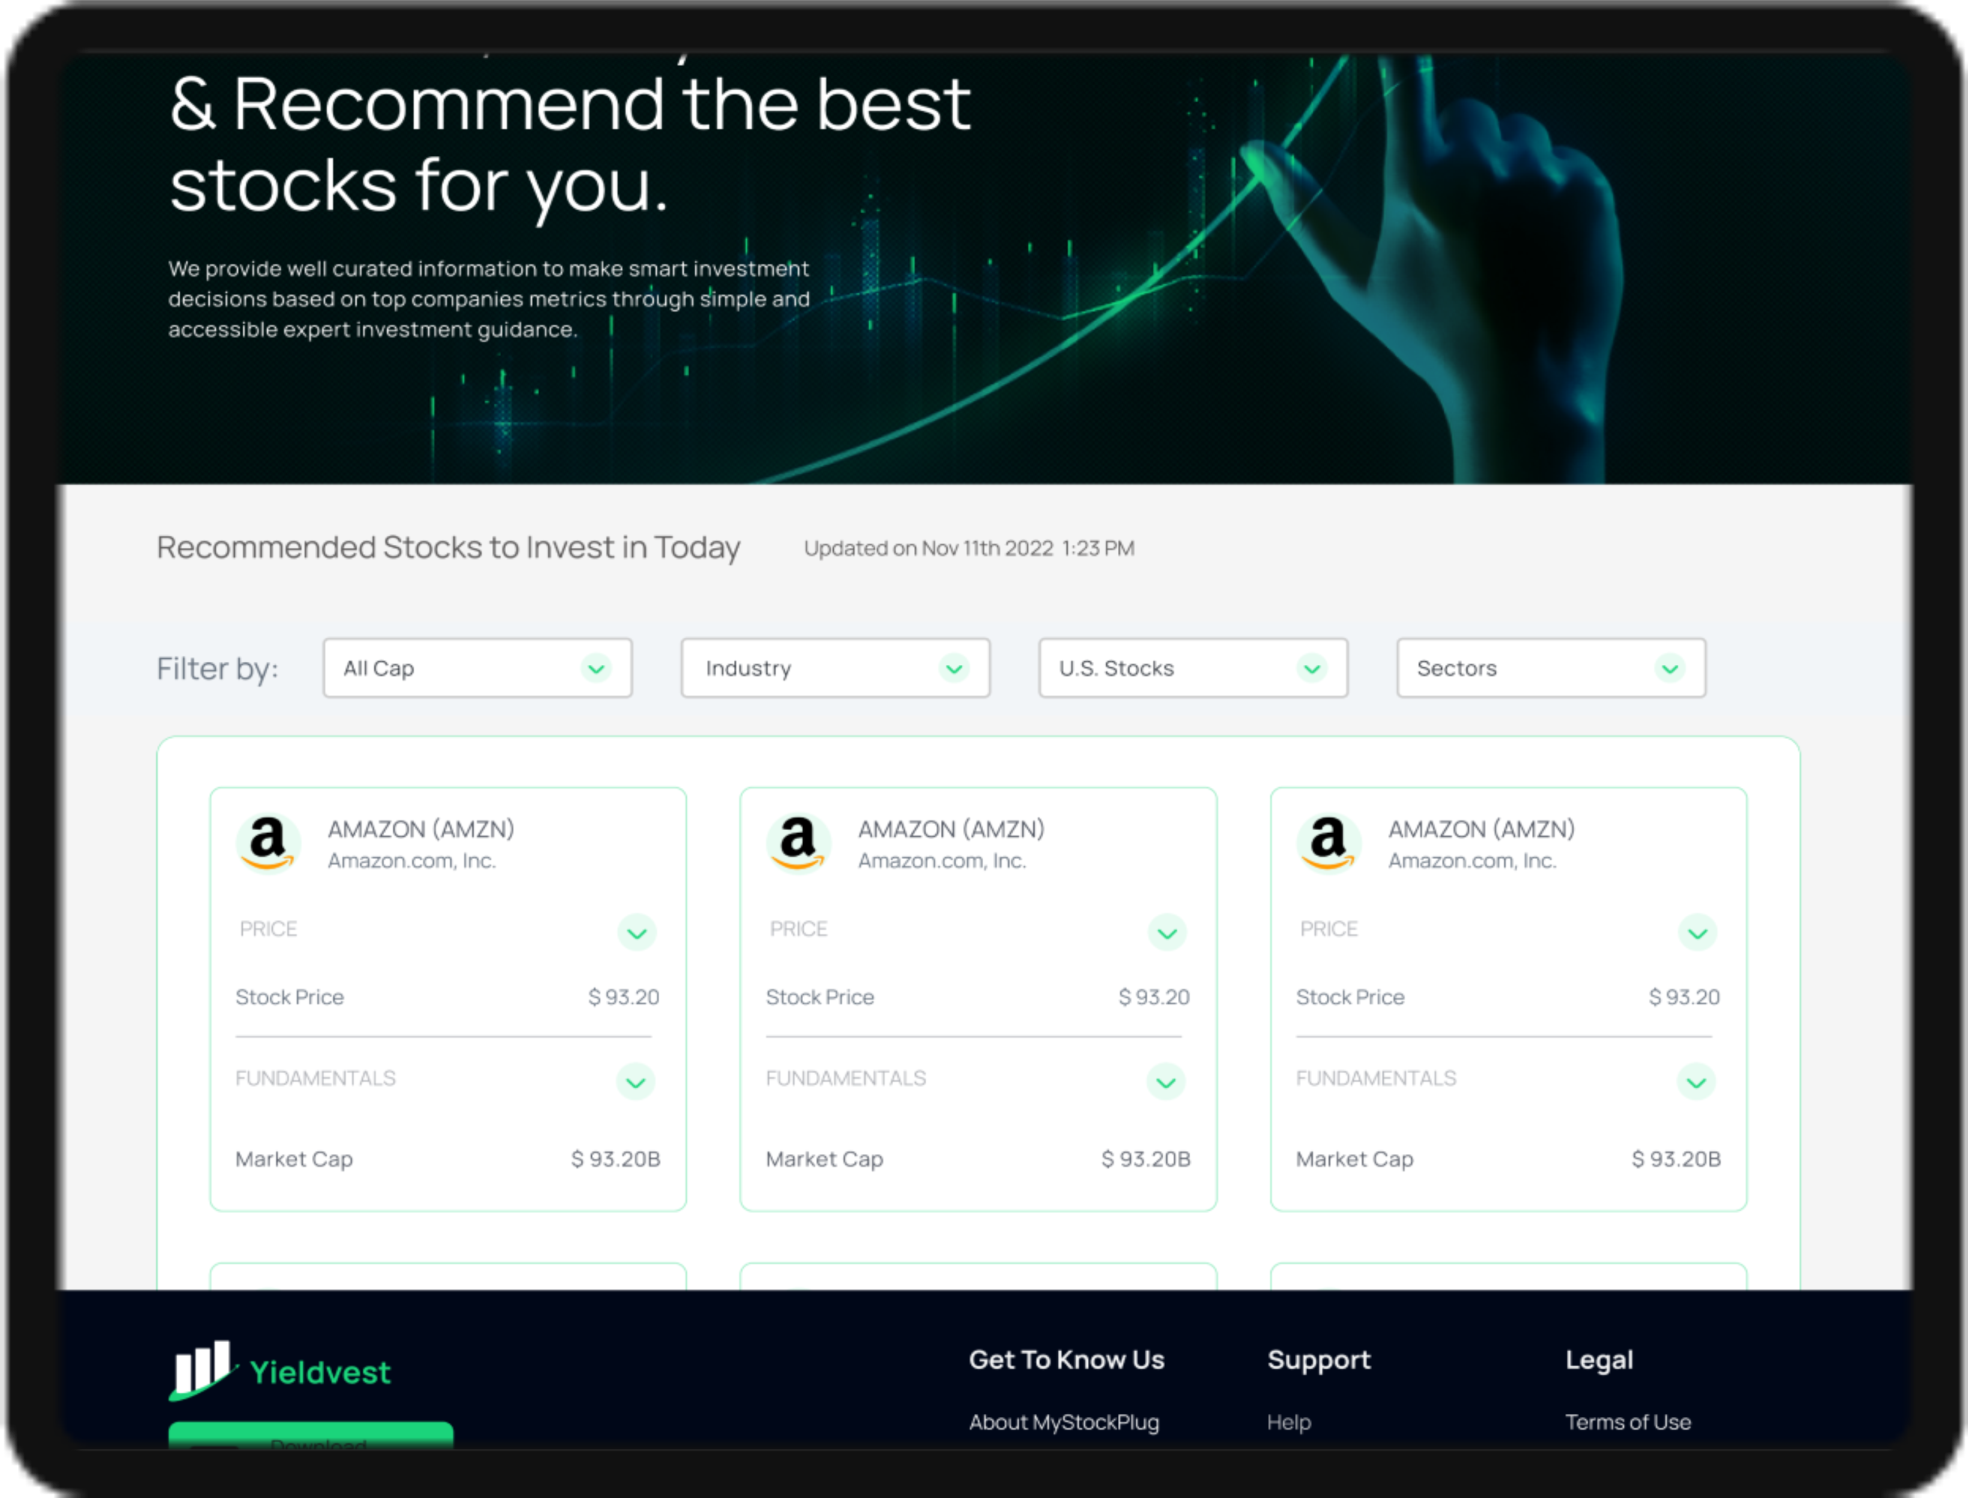 & Recommend the best
stocks for you.
We provide well curated information to make smart investment
decisions based on top companies metrics through simple and
accessible expert investment guidance.
Recommended Stocks to Invest in Today Updated on Nov 11th 2022 1:23 PM
Filter by: All Cap Industry U.S. Stocks Sectors
AMAZON (AMZN) AMAZON (AMZN) AMAZON (AMZN)
Amazon.com, Inc. Amazon.com, Inc. Amazon.com, Inc.
PRICE PRICE PRICE
Stock Price $ 93.20 Stock Price $ 93.20 Stock Price $ 93.20
FUNDAMENTALS FUNDAMENTALS FUNDAMENTALS
Market Cap $ 93.20B Market Cap $ 93.20B Market Cap $ 93.20B
Yieldvest Get To Know Us Support Legal
About MyStockPlug Help Terms of Use
Download